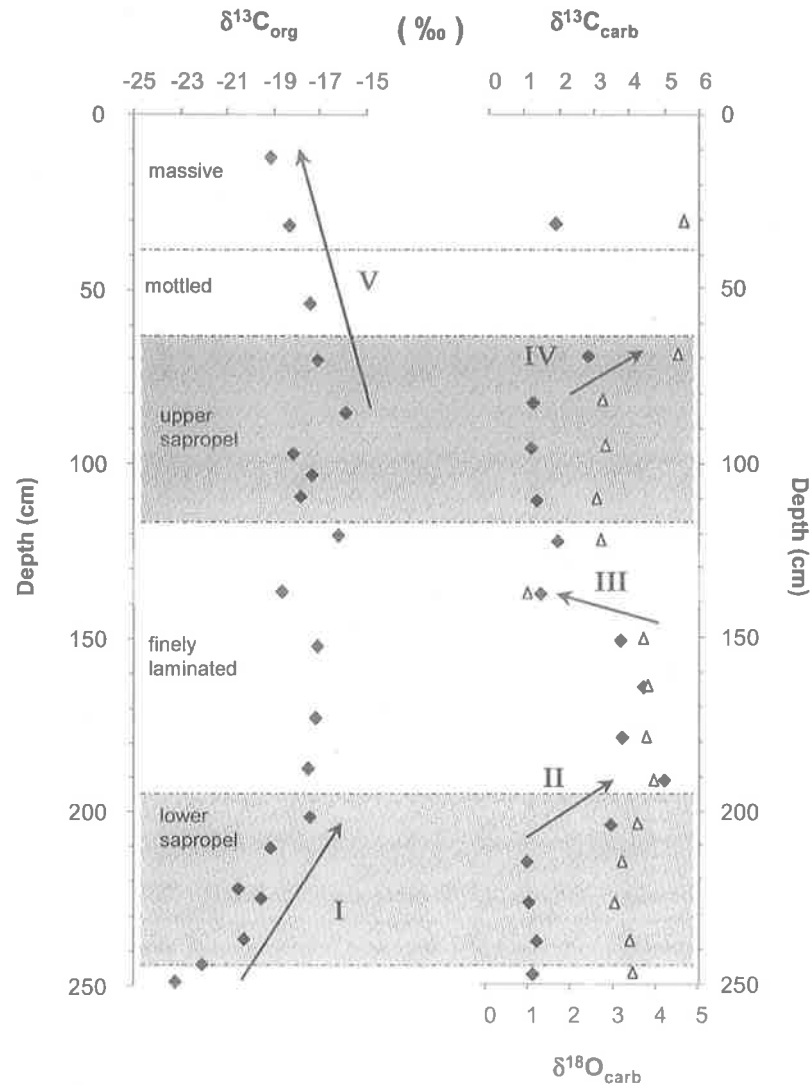 δ¹³Cₒᵣg ( ‰ ) δ¹³C_carb
-25 -23 -21 -19 -17 -15 0 1 2 3 4 5 6
0 0
massive
mottled
50 50
V
IV
upper
sapropel
100 100
Depth (cm) Depth (cm)
III
150 150
finely
laminated
II
200 200
lower
sapropel
I
250 250
0 1 2 3 4 5
δ¹⁸O_carb